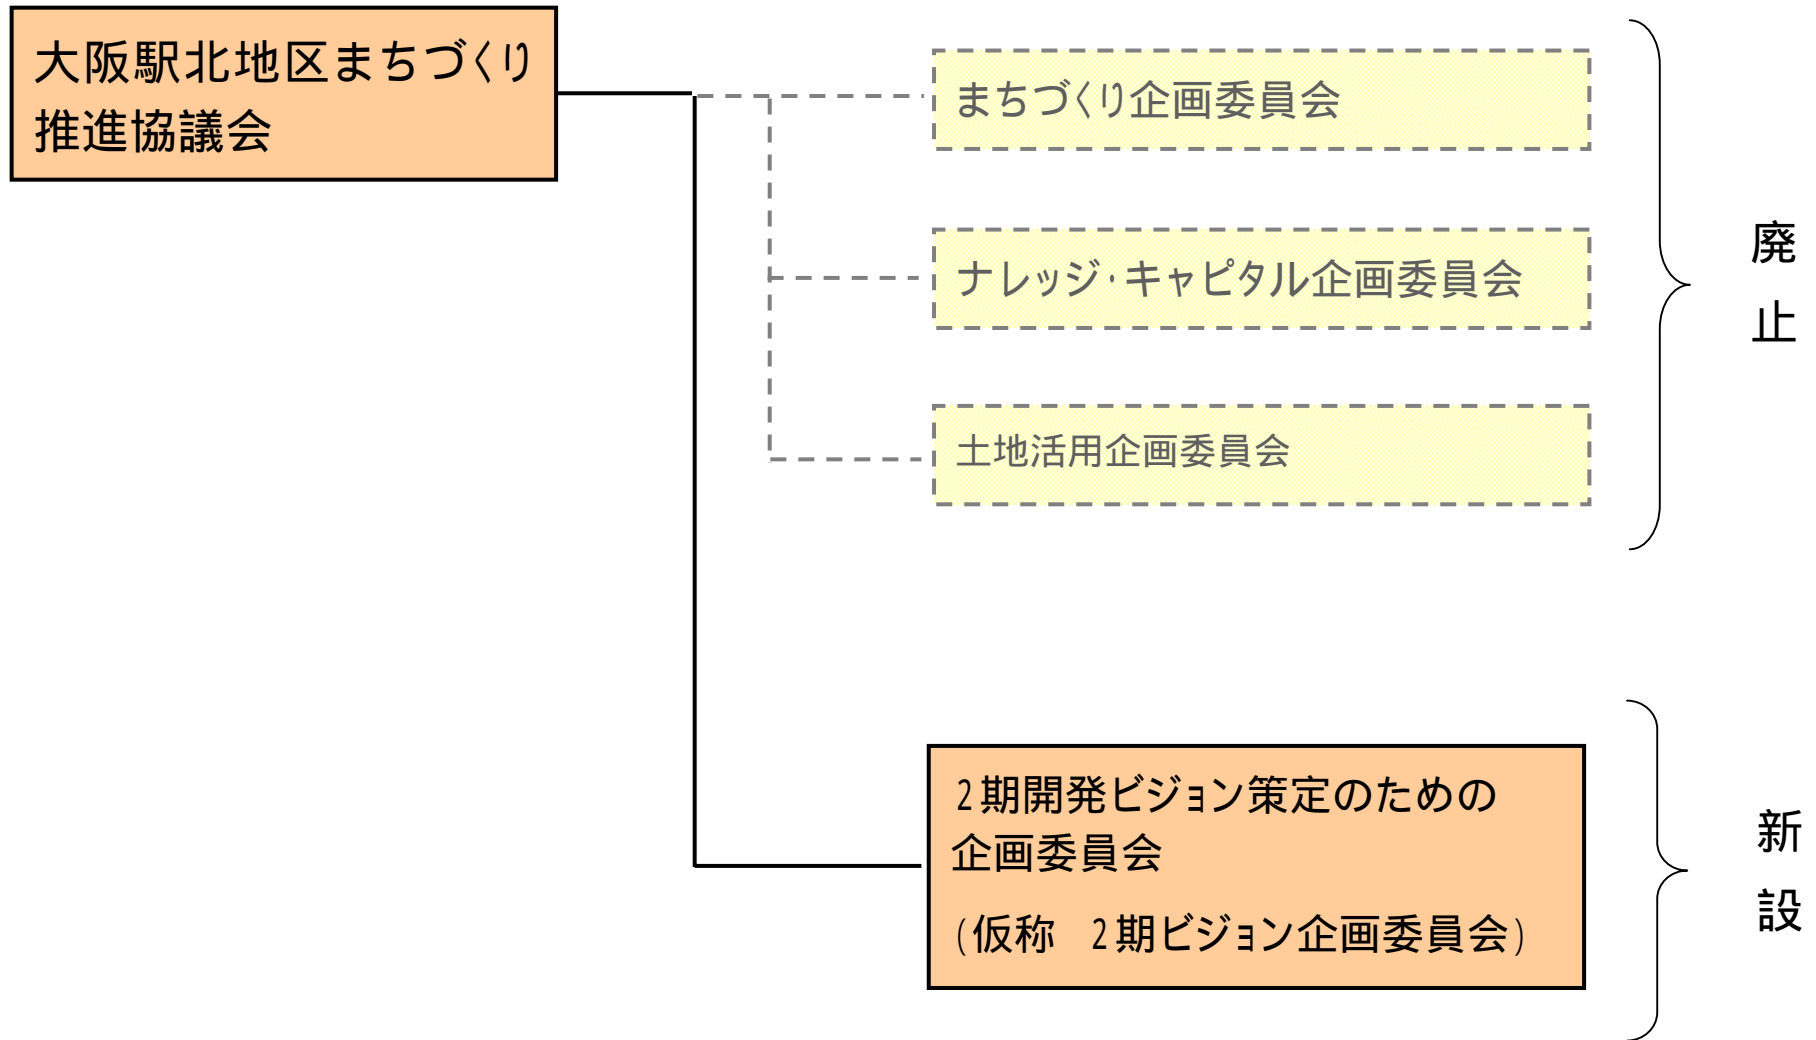 大阪駅北地区まちづくり
推進協議会
まちづくり企画委員会
ナレッジ・キャピタル企画委員会
土地活用企画委員会
廃止
2期開発ビジョン策定のための
企画委員会
(仮称　2期ビジョン企画委員会)
新設